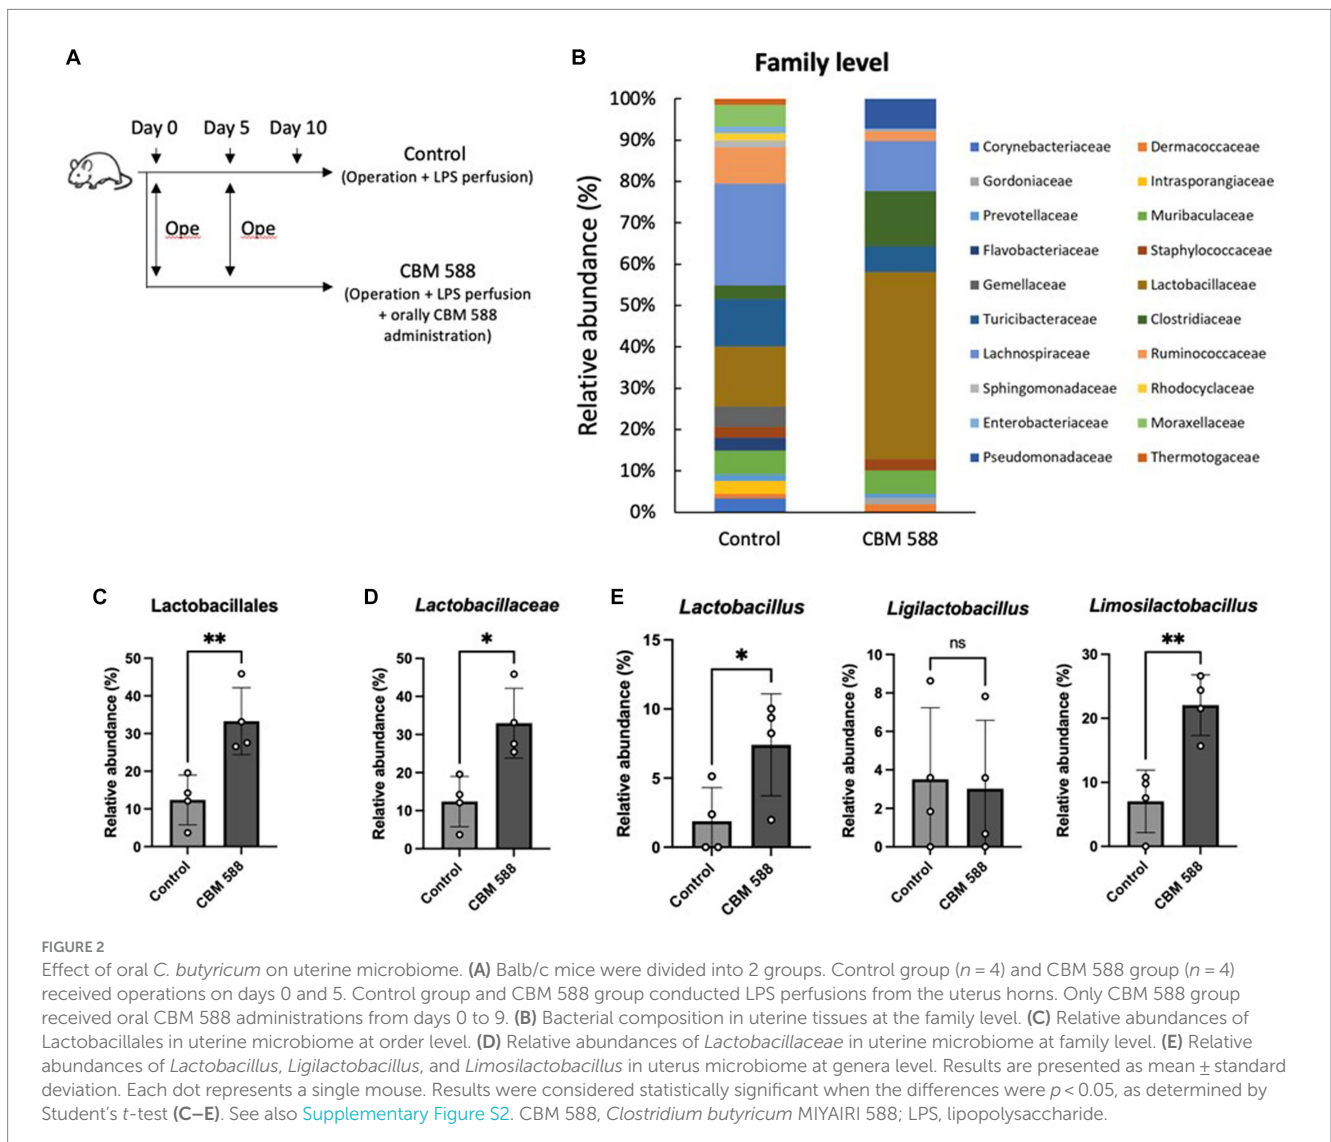 A
Day 0 Day 5 Day 10
Control
(Operation + LPS perfusion)
Ope Ope
CBM 588
(Operation + LPS perfusion
+ orally CBM 588
administration)
B
Family level
Relative abundance (%)
100%
90%
80%
70%
60%
50%
40%
30%
20%
10%
0%
Control CBM 588
Corynebacteriaceae Dermacoccaceae
Gordoniaceae Intrasporangiaceae
Prevotellaceae Muribaculaceae
Flavobacteriaceae Staphylococcaceae
Gemellaceae Lactobacillaceae
Turicibacteraceae Clostridiaceae
Lachnospiraceae Ruminococcaceae
Sphingomonadaceae Rhodocyclaceae
Enterobacteriaceae Moraxellaceae
Pseudomonadaceae Thermotogaceae
C
Lactobacillales
**
Relative abundance (%)
50
40
30
20
10
0
Control CBM 588
D
Lactobacillaceae
*
Relative abundance (%)
50
40
30
20
10
0
Control CBM 588
E
Lactobacillus
*
Relative abundance (%)
15
10
5
0
Control CBM 588
Ligilactobacillus
ns
Relative abundance (%)
10
8
6
4
2
0
Control CBM 588
Limosilactobacillus
**
Relative abundance (%)
30
20
10
0
Control CBM 588
FIGURE 2
Effect of oral C. butyricum on uterine microbiome. (A) Balb/c mice were divided into 2 groups. Control group (n = 4) and CBM 588 group (n = 4)
received operations on days 0 and 5. Control group and CBM 588 group conducted LPS perfusions from the uterus horns. Only CBM 588 group
received oral CBM 588 administrations from days 0 to 9. (B) Bacterial composition in uterine tissues at the family level. (C) Relative abundances of
Lactobacillales in uterine microbiome at order level. (D) Relative abundances of Lactobacillaceae in uterine microbiome at family level. (E) Relative
abundances of Lactobacillus, Ligilactobacillus, and Limosilactobacillus in uterus microbiome at genera level. Results are presented as mean ± standard
deviation. Each dot represents a single mouse. Results were considered statistically significant when the differences were p < 0.05, as determined by
Student's t-test (C–E). See also Supplementary Figure S2. CBM 588, Clostridium butyricum MIYAIRI 588; LPS, lipopolysaccharide.